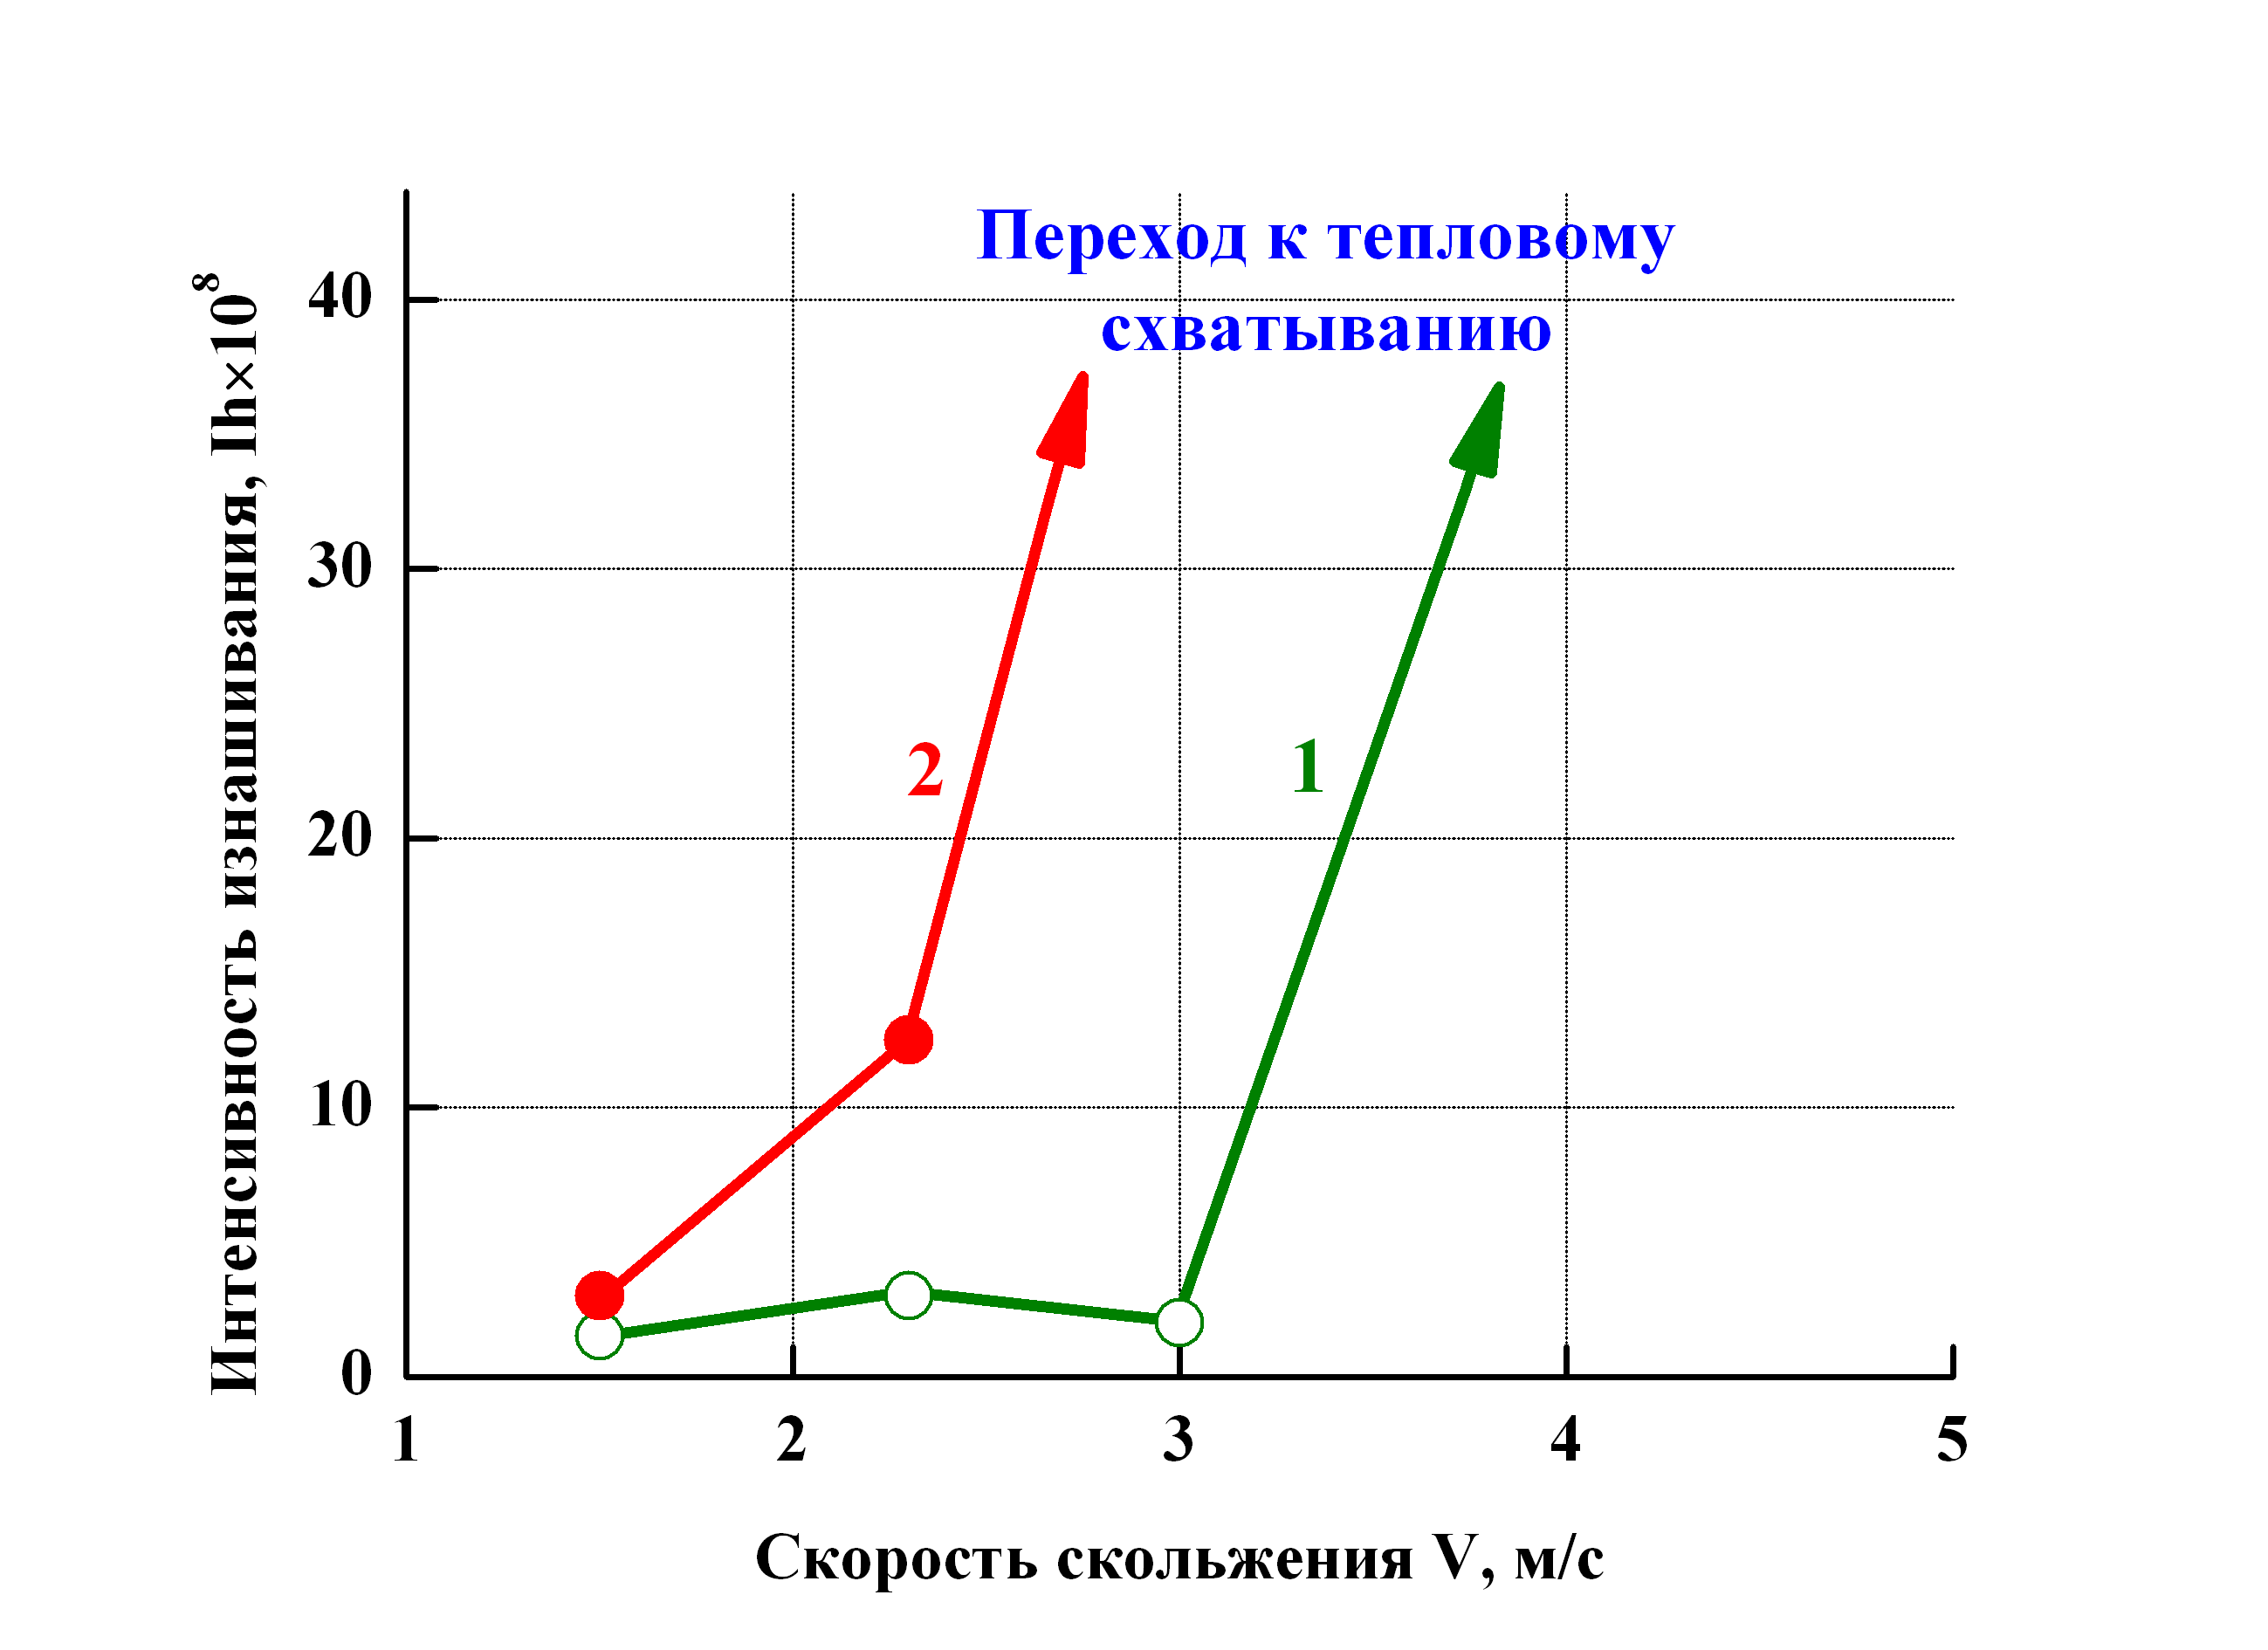 Переход к тепловому
схватыванию
Интенсивность изнашивания, Ih×10⁸
40
30
20
10
0
2
1
1 2 3 4 5
Скорость скольжения V, м/с